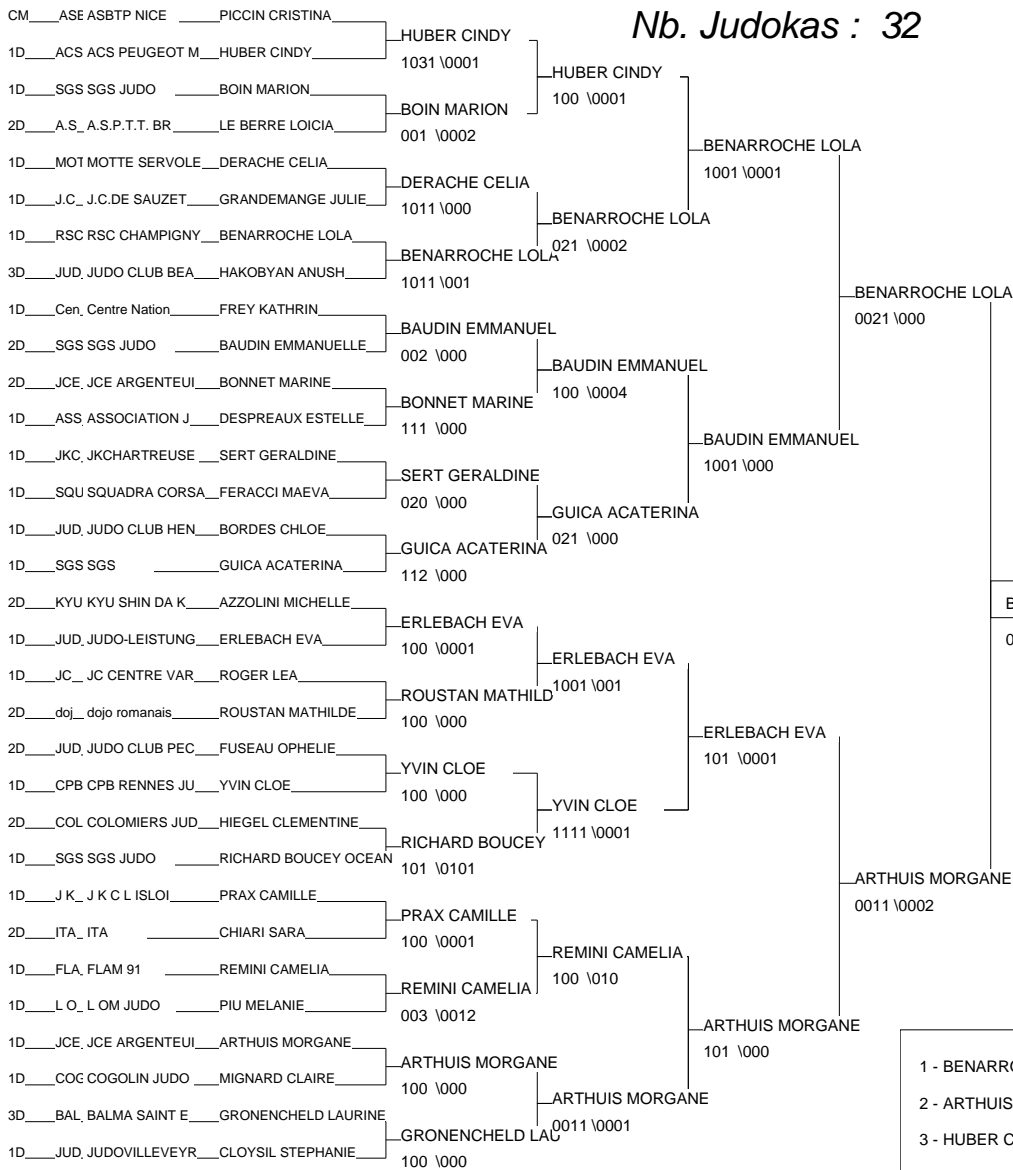 Nb. Judokas : 32
CM ASE ASBTP NICE PICCIN CRISTINA
1D ACS ACS PEUGEOT M HUBER CINDY
1D SGS SGS JUDO BOIN MARION
2D A.S_ A.S.P.T.T. BR LE BERRE LOICIA
1D MOT MOTTE SERVOLE DERACHE CELIA
1D J.C_ J.C.DE SAUZET GRANDEMANGE JULIE
1D RSC RSC CHAMPIGNY BENARROCHE LOLA
3D JUD JUDO CLUB BEA HAKOBYAN ANUSH
1D Cen Centre Nation FREY KATHRIN
2D SGS SGS JUDO BAUDIN EMMANUELLE
2D JCE JCE ARGENTEUI BONNET MARINE
1D ASS ASSOCIATION J DESPREAUX ESTELLE
1D JKC JKCHARTREUSE SERT GERALDINE
1D SQU SQUADRA CORSA FERACCI MAEVA
1D JUD JUDO CLUB HEN BORDES CHLOE
1D SGS SGS GUICA ACATERINA
2D KYU KYU SHIN DA K AZZOLINI MICHELLE
1D JUD JUDO-LEISTUNG ERLEBACH EVA
1D JC_ JC CENTRE VAR ROGER LEA
2D doj dojo romanais ROUSTAN MATHILDE
2D JUD JUDO CLUB PEC FUSEAU OPHELIE
1D CPB CPB RENNES JU YVIN CLOE
2D COL COLOMIERS JUD HIEGEL CLEMENTINE
1D SGS SGS JUDO RICHARD BOUCEY OCEAN
1D J K_ J K C L ISLOI PRAX CAMILLE
2D ITA ITA CHIARI SARA
1D FLA FLAM 91 REMINI CAMELIA
1D L O_ L OM JUDO PIU MELANIE
1D JCE JCE ARGENTEUI ARTHUIS MORGANE
1D COG COGOLIN JUDO MIGNARD CLAIRE
3D BAL BALMA SAINT E GRONENCHELD LAURINE
1D JUD JUDOVILLEVEYR CLOYSIL STEPHANIE
HUBER CINDY
1031 \0001
BOIN MARION
001 \0002
DERACHE CELIA
1011 \000
BENARROCHE LOLA
1011 \001
BAUDIN EMMANUEL
002 \000
BONNET MARINE
111 \000
SERT GERALDINE
020 \000
GUICA ACATERINA
112 \000
ERLEBACH EVA
100 \0001
ROUSTAN MATHILD
100 \000
YVIN CLOE
100 \000
RICHARD BOUCEY
101 \0101
PRAX CAMILLE
100 \0001
REMINI CAMELIA
003 \0012
ARTHUIS MORGANE
100 \000
GRONENCHELD LAU
100 \000
HUBER CINDY
100 \0001
BENARROCHE LOLA
021 \0002
BAUDIN EMMANUEL
100 \0004
GUICA ACATERINA
021 \000
ERLEBACH EVA
1001 \001
YVIN CLOE
1111 \0001
REMINI CAMELIA
100 \010
ARTHUIS MORGANE
0011 \0001
BENARROCHE LOLA
1001 \0001
BAUDIN EMMANUEL
1001 \000
ERLEBACH EVA
101 \0001
ARTHUIS MORGANE
101 \000
BENARROCHE LOLA
0021 \000
ARTHUIS MORGANE
0011 \0002
B
0
1 - BENARRO
2 - ARTHUIS
3 - HUBER C